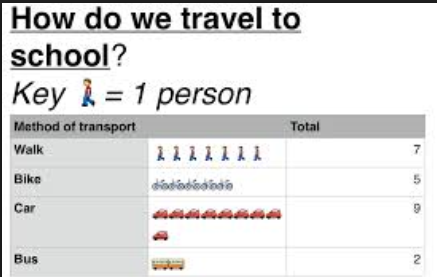 How do we travel to
school?
Key = 1 person
Method of transport Total
Walk 7
Bike 5
Car 9
Bus 2